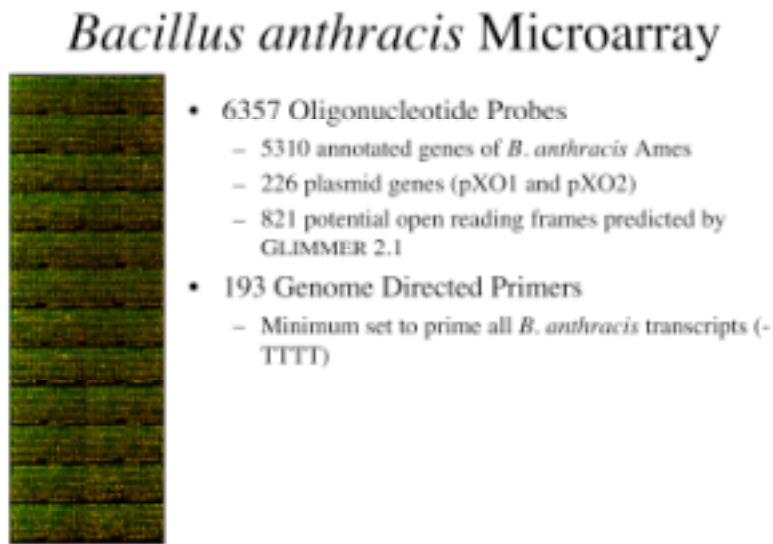 Bacillus anthracis Microarray
• 6357 Oligonucleotide Probes
– 5310 annotated genes of B. anthracis Ames
– 226 plasmid genes (pXO1 and pXO2)
– 821 potential open reading frames predicted by
GLIMMER 2.1
• 193 Genome Directed Primers
– Minimum set to prime all B. anthracis transcripts (-
TTTT)